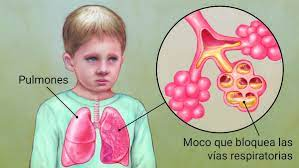 Pulmones
Moco que bloquea las
vías respiratorias